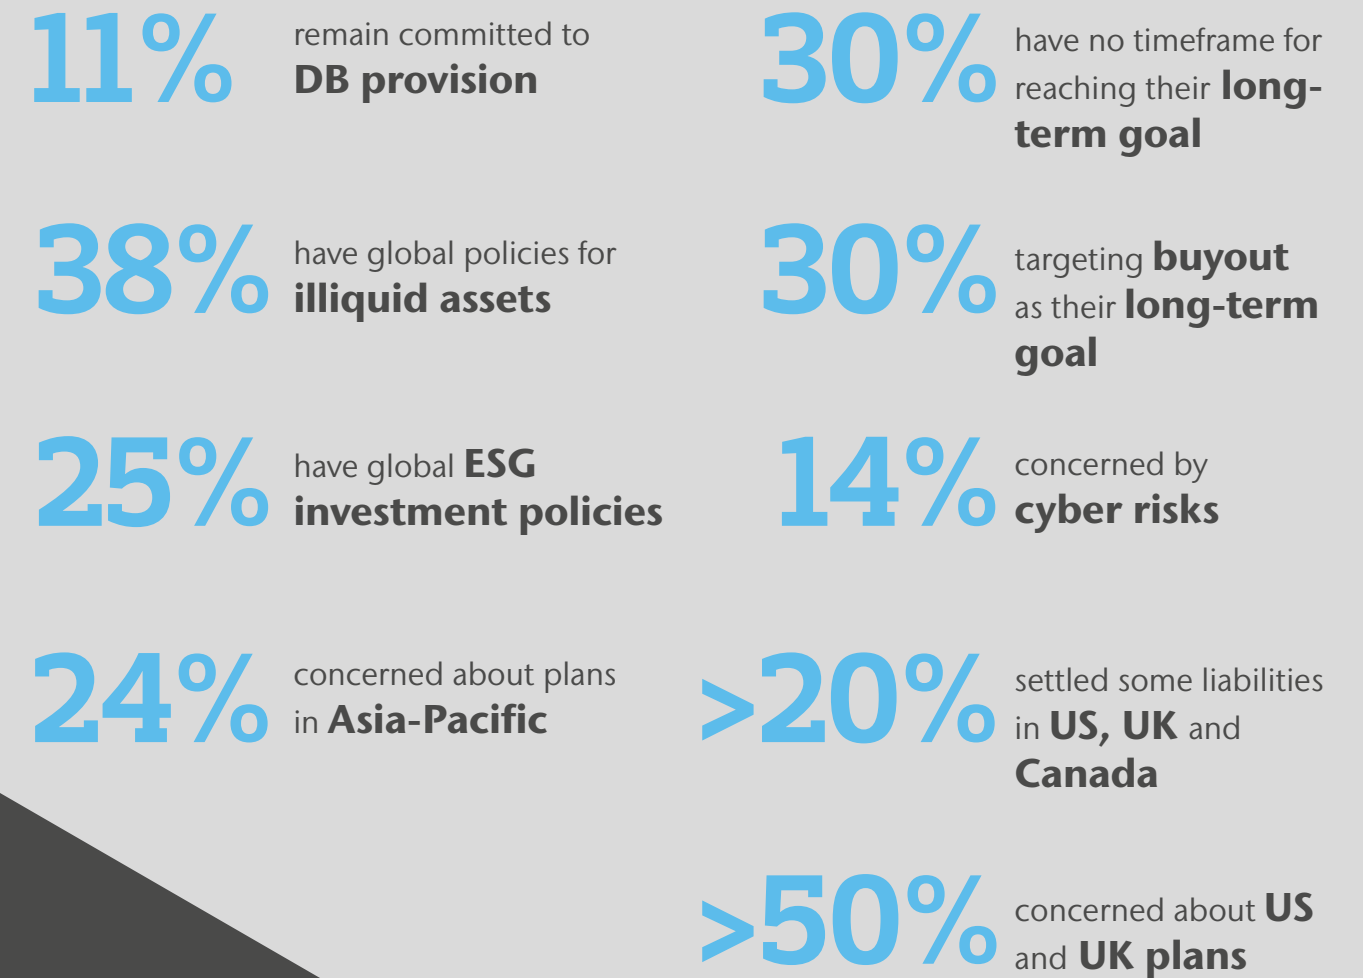 11%
remain committed to
DB provision
38%
have global policies for
illiquid assets
25%
have global ESG
investment policies
24%
concerned about plans
in Asia-Pacific
30%
have no timeframe for
reaching their long-
term goal
30%
targeting buyout
as their long-term
goal
14%
concerned by
cyber risks
>20%
settled some liabilities
in US, UK and
Canada
>50%
concerned about US
and UK plans